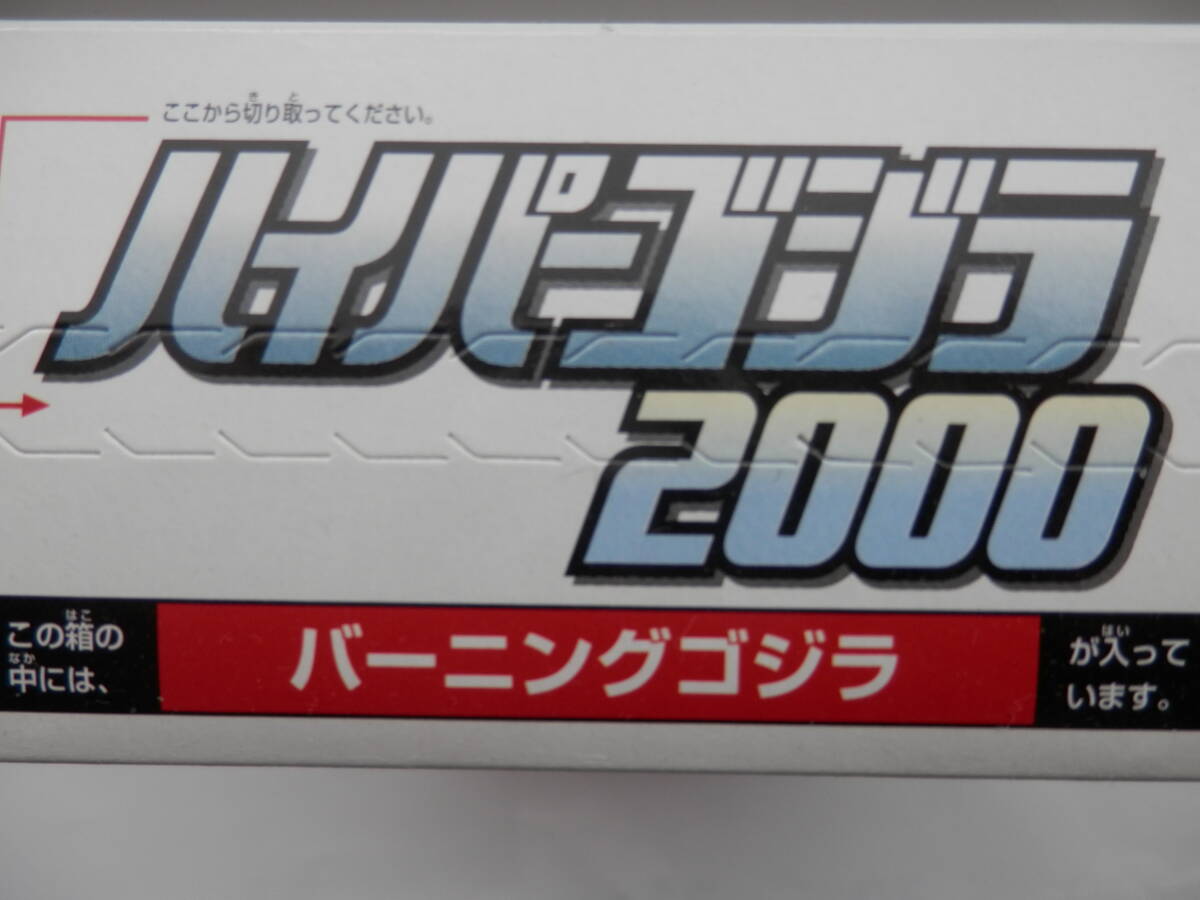 ここから切り取ってください。
ハイパーゴジラ
2000
この箱の
中には、
バーニングゴジラ
が入って
います。